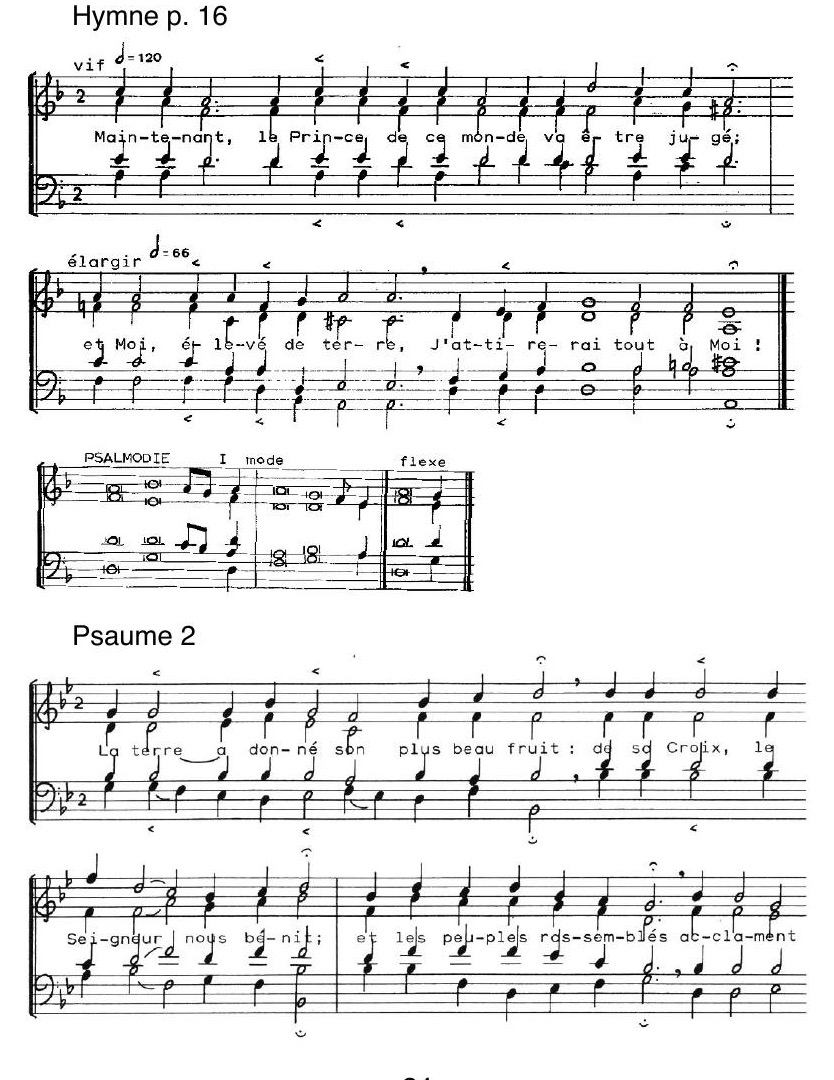 Hymne p. 16
vif 𝅗𝅥=120
Main-te-nant, le Prin-ce de ce mon-de va ê-tre ju-gé;
élargir 𝅗𝅥=66
et Moi, é-le-vé de ter-re, J'at-ti-re-rai tout à Moi !
PSALMODIE I mode flexe
Psaume 2
La terre a don-né son plus beau fruit : de sa Croix, le
Sei-gneur nous bé-nit; et les peu-ples ras-sem-blés ac-cla-ment